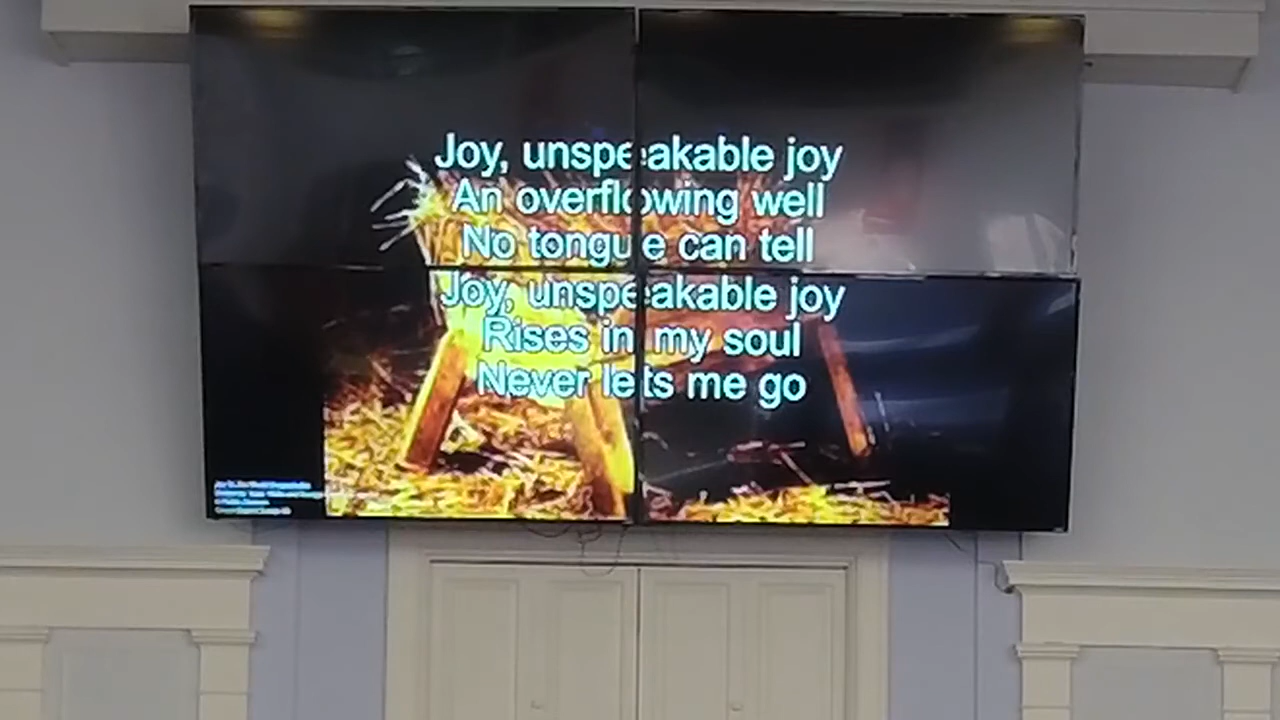 Joy, unspeakable joy
An overflowing well
No tongue can tell
Joy, unspeakable joy
Rises in my soul
Never lets me go